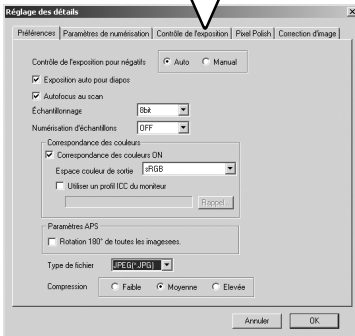 Réglage des détails
Préférences Paramètres de numérisation Contrôle de l'exposition Pixel Polish Correction d'image
Contrôle de l'exposition pour négatifs Auto Manual
Exposition auto pour diapos
Autofocus au scan
Échantillonnage 8bit
Numérisation d'échantillons OFF
Correspondance des couleurs
Correspondance des couleurs ON
Espace couleur de sortie sRGB
Utiliser un profil ICC du moniteur
Rappel...
Paramètres APS
Rotation 180° de toutes les imagesees.
Type de fichier JPEG(*.JPG)
Compression Faible Moyenne Elevée
Annuler OK